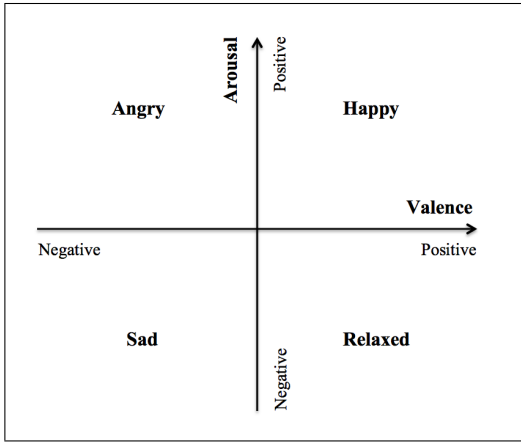 Arousal
Positive
Angry
Happy
Valence
Negative
Positive
Sad
Relaxed
Negative